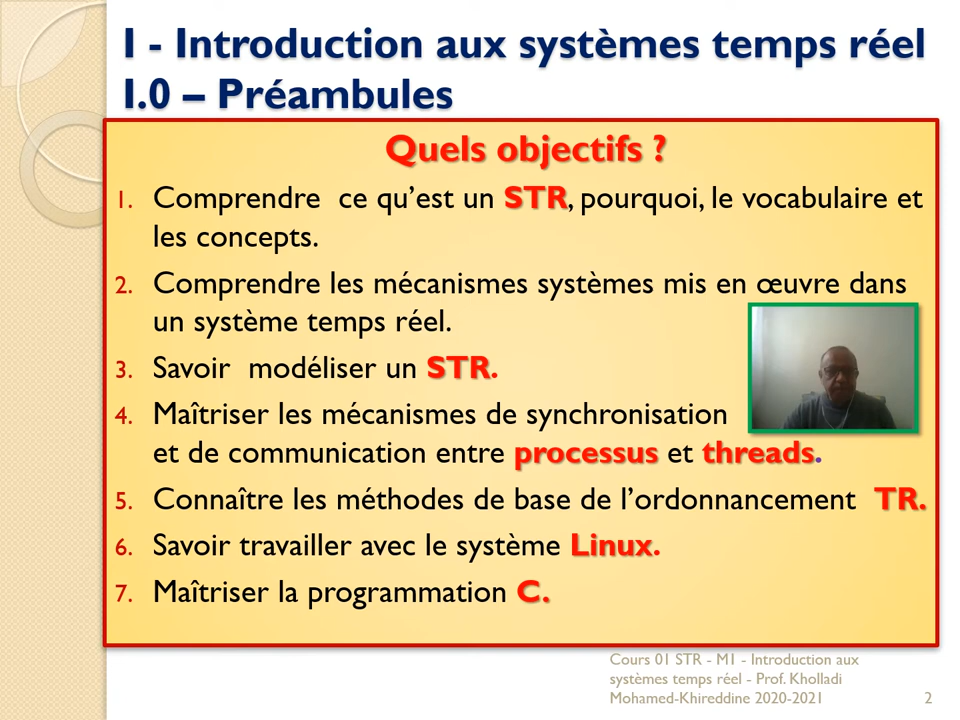 I - Introduction aux systèmes temps réel
I.0 – Préambules
Quels objectifs ?
1. Comprendre ce qu'est un STR, pourquoi, le vocabulaire et
les concepts.
2. Comprendre les mécanismes systèmes mis en œuvre dans
un système temps réel.
3. Savoir modéliser un STR.
4. Maîtriser les mécanismes de synchronisation
et de communication entre processus et threads.
5. Connaître les méthodes de base de l'ordonnancement TR.
6. Savoir travailler avec le système Linux.
7. Maîtriser la programmation C.
Cours 01 STR - M1 - Introduction aux
systèmes temps réel - Prof. Kholladi
Mohamed-Khireddine 2020-2021
2